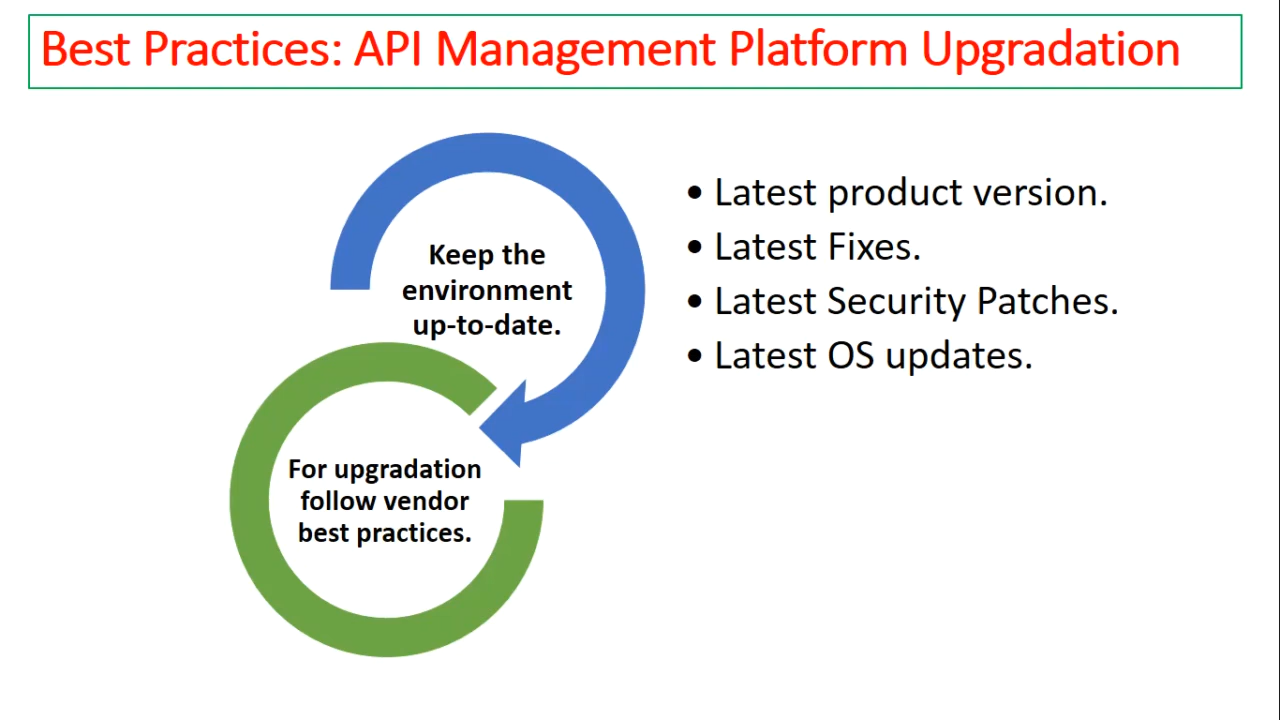 Best Practices: API Management Platform Upgradation
Keep the
environment
up-to-date.
• Latest product version.
• Latest Fixes.
• Latest Security Patches.
• Latest OS updates.
For upgradation
follow vendor
best practices.